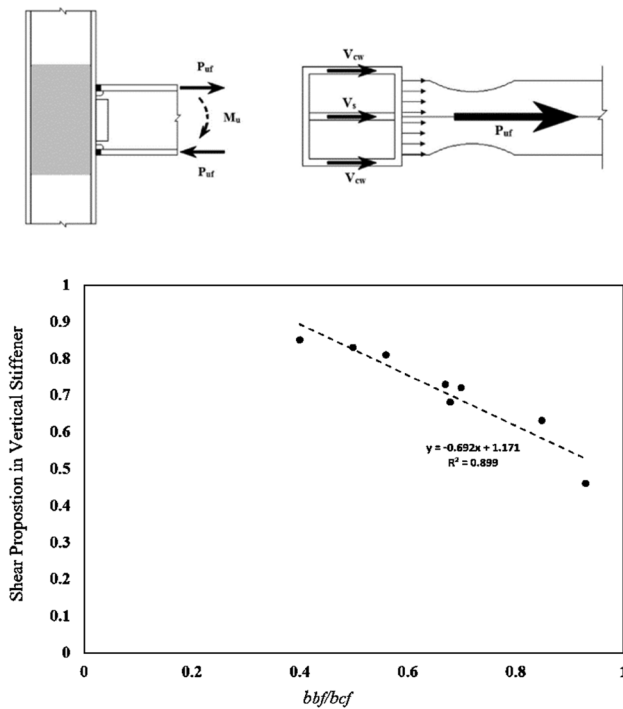 Puf
Mu
Puf
Vcw
Vs
Puf
Vcw
1
0.9
0.8
0.7
0.6
0.5
0.4
0.3
0.2
0.1
0
Shear Propostion in Vertical Stiffener
y = -0.692x + 1.171
R² = 0.899
0 0.2 0.4 0.6 0.8 1
bbf/bcf